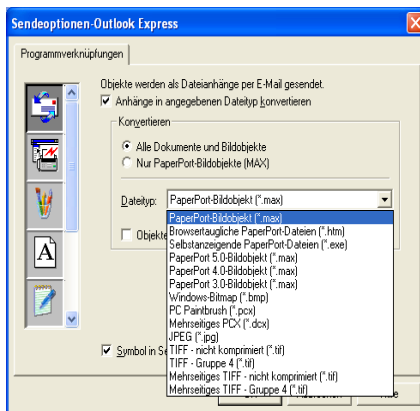 Sendeoptionen-Outlook Express
Programmverknüpfungen
Objekte werden als Dateianhänge per E-Mail gesendet.
Anhänge in angegebenen Dateityp konvertieren
Konvertieren
Alle Dokumente und Bildobjekte
Nur PaperPort-Bildobjekte (MAX)
Dateityp: PaperPort-Bildobjekt (*.max)
PaperPort-Bildobjekt (*.max)
Browsertaugliche PaperPort-Dateien (*.htm)
Selbstanzeigende PaperPort-Dateien (*.exe)
Objekte
PaperPort 5.0-Bildobjekt (*.max)
PaperPort 4.0-Bildobjekt (*.max)
PaperPort 3.0-Bildobjekt (*.max)
Windows-Bitmap (*.bmp)
PC Paintbrush (*.pcx)
Mehrseitiges PCX (*.dcx)
JPEG (*.jpg)
Symbol in Se
TIFF - nicht komprimiert (*.tif)
TIFF - Gruppe 4 (*.tif)
Mehrseitiges TIFF - nicht komprimiert (*.tif)
Mehrseitiges TIFF - Gruppe 4 (*.tif)